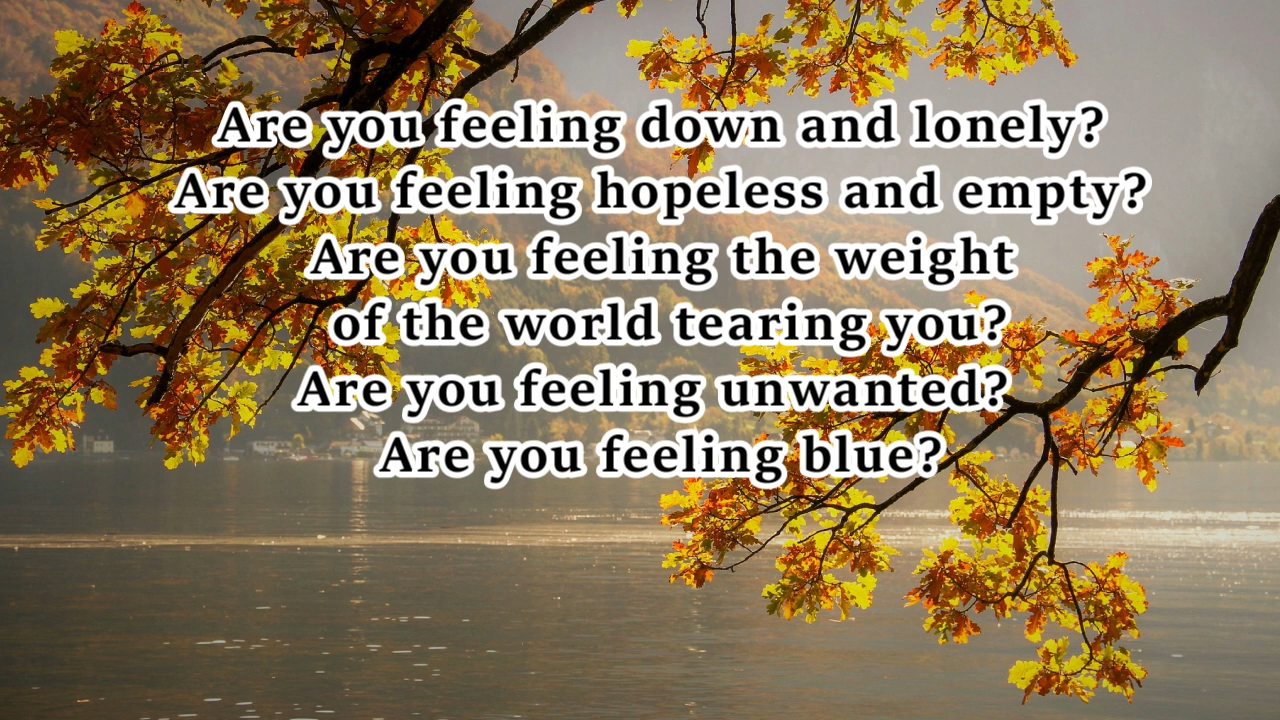 Are you feeling down and lonely?
Are you feeling hopeless and empty?
Are you feeling the weight
of the world tearing you?
Are you feeling unwanted?
Are you feeling blue?